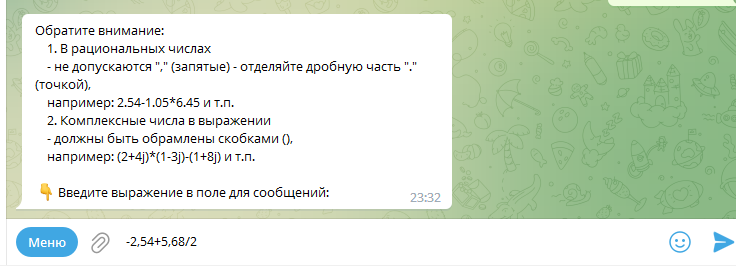 Обратите внимание:
1. В рациональных числах
- не допускаются "," (запятые) - отделяйте дробную часть "."
(точкой),
например: 2.54-1.05*6.45 и т.п.
2. Комплексные числа в выражении
- должны быть обрамлены скобками (),
например: (2+4j)*(1-3j)-(1+8j) и т.п.
👇 Введите выражение в поле для сообщений:
23:32
Меню
-2,54+5,68/2